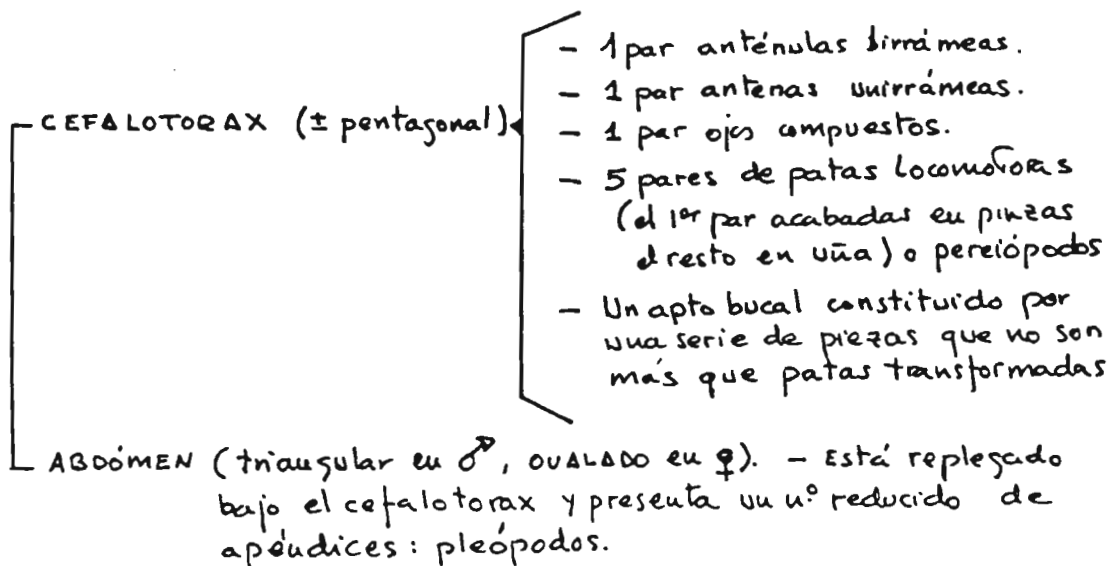 - 1 par anténulas birrámeas.
- 1 par antenas unirrámeas.
CEFALOTORAX (± pentagonal)
- 1 par ojos compuestos.
- 5 pares de patas locomotoras
(el 1er par acabadas en pinzas
el resto en uña) o pereiópodos
- Un apto bucal constituido por
una serie de piezas que no son
más que patas transformadas
ABDÓMEN (triangular en ♂, OVALADO en ♀). - Está replegado
bajo el cefalotorax y presenta un nº reducido de
apéndices: pleópodos.